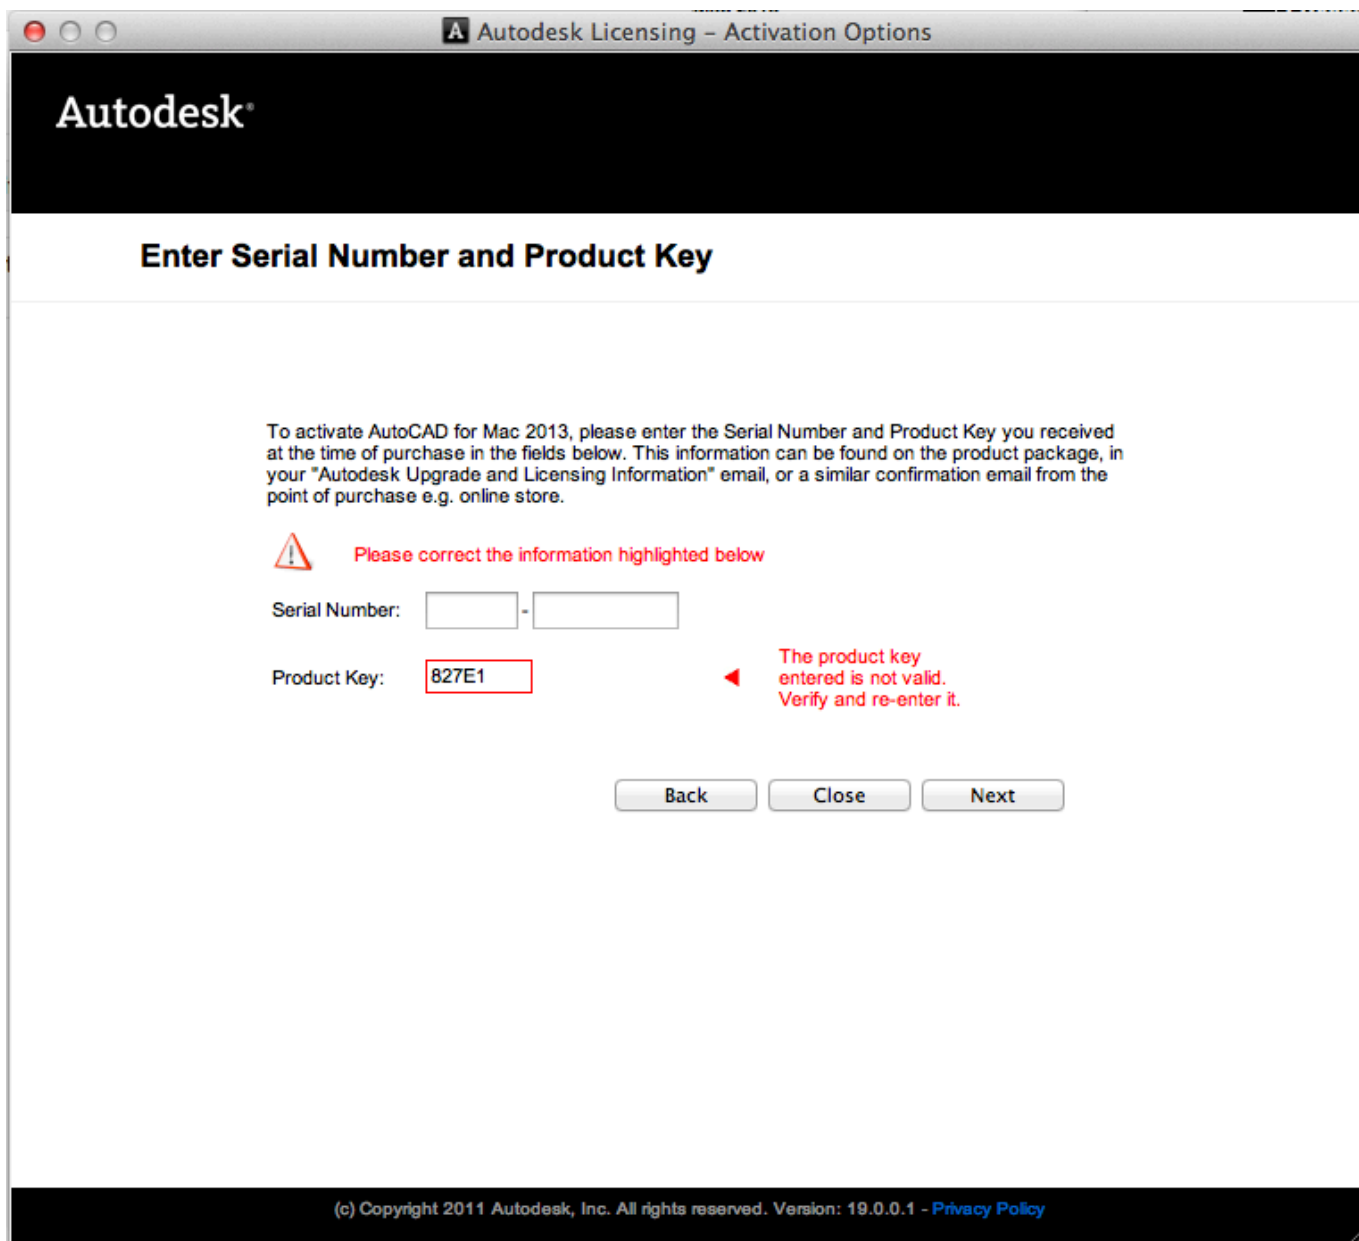 Autodesk Licensing – Activation Options
Autodesk®
Enter Serial Number and Product Key
To activate AutoCAD for Mac 2013, please enter the Serial Number and Product Key you received
at the time of purchase in the fields below. This information can be found on the product package, in
your "Autodesk Upgrade and Licensing Information" email, or a similar confirmation email from the
point of purchase e.g. online store.
Please correct the information highlighted below
Serial Number: -
The product key
Product Key: 827E1 entered is not valid.
Verify and re-enter it.
Back Close Next
(c) Copyright 2011 Autodesk, Inc. All rights reserved. Version: 19.0.0.1 - Privacy Policy